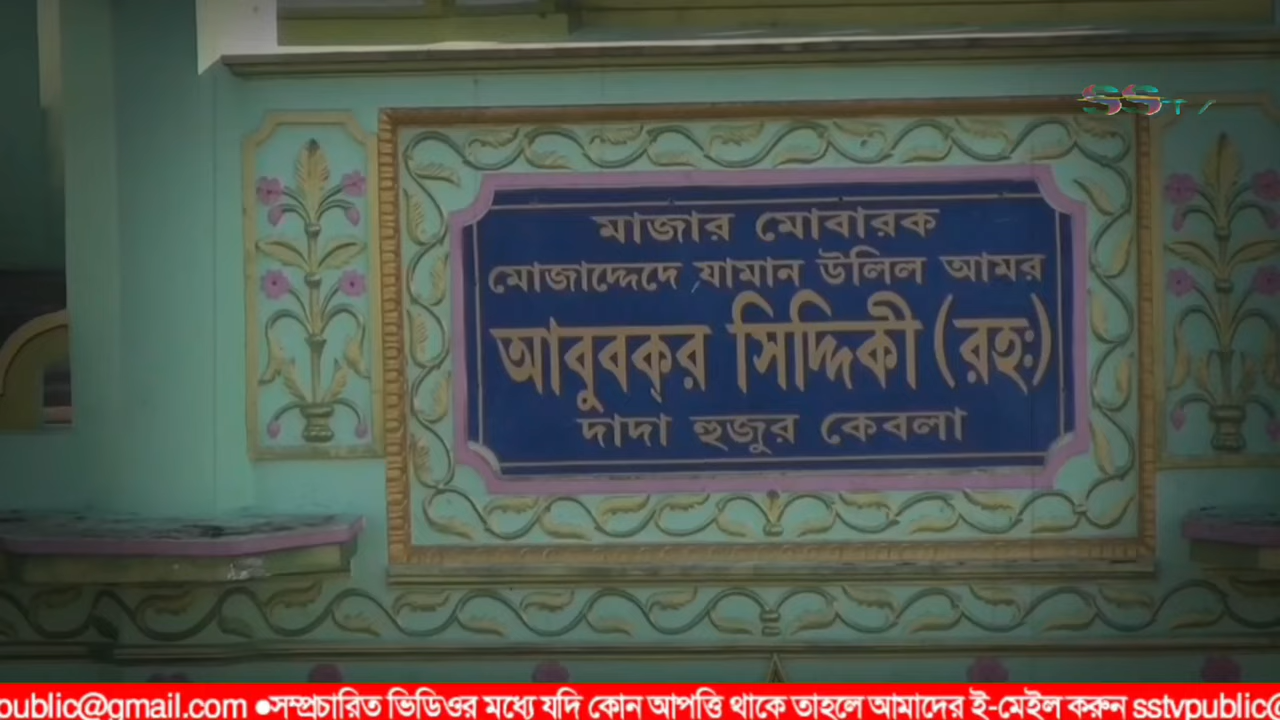 SSTV
মাজার মোবারক
মোজাদ্দেদে যামান উলিল আমর
আবুবকর সিদ্দিকী (রহঃ)
দাদা হুজুর কেবলা
public@gmail.com ●সম্প্রচারিত ভিডিওর মধ্যে যদি কোন আপত্তি থাকে তাহলে আমাদের ই-মেইল করুন sstvpublic@